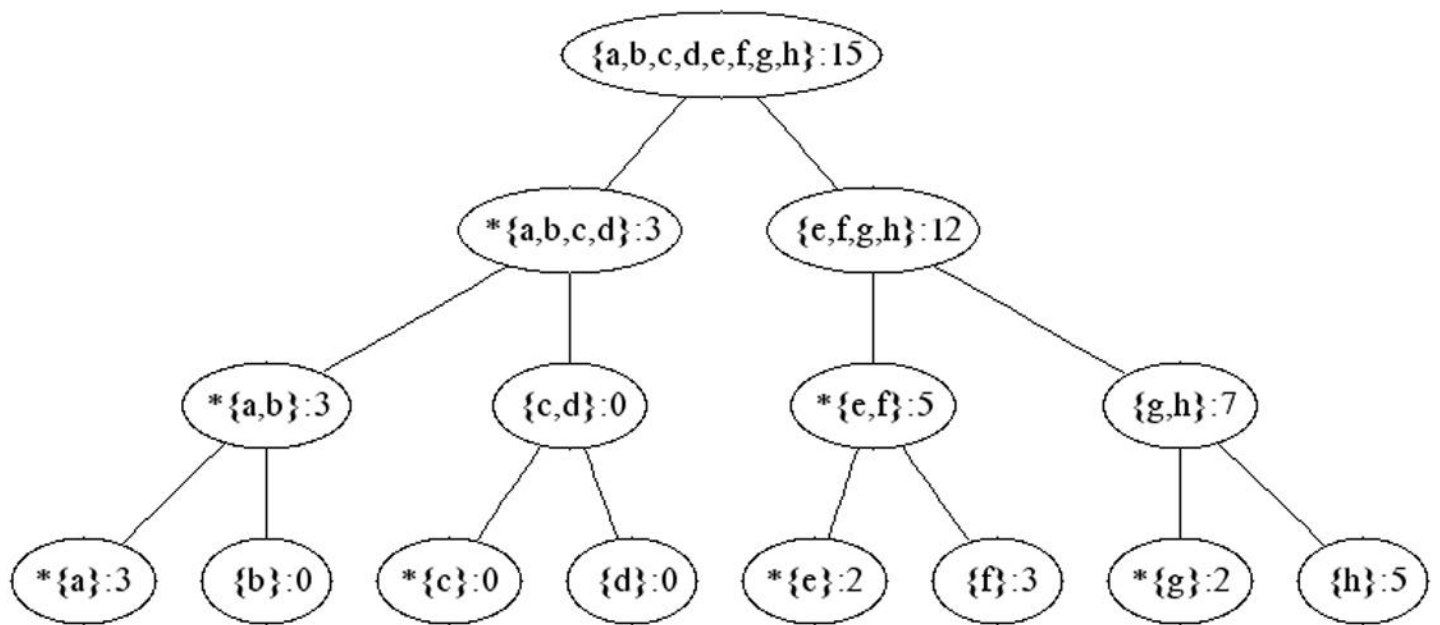 {a,b,c,d,e,f,g,h}:15
*{a,b,c,d}:3
{e,f,g,h}:12
*{a,b}:3
{c,d}:0
*{e,f}:5
{g,h}:7
*{a}:3
{b}:0
*{c}:0
{d}:0
*{e}:2
{f}:3
*{g}:2
{h}:5